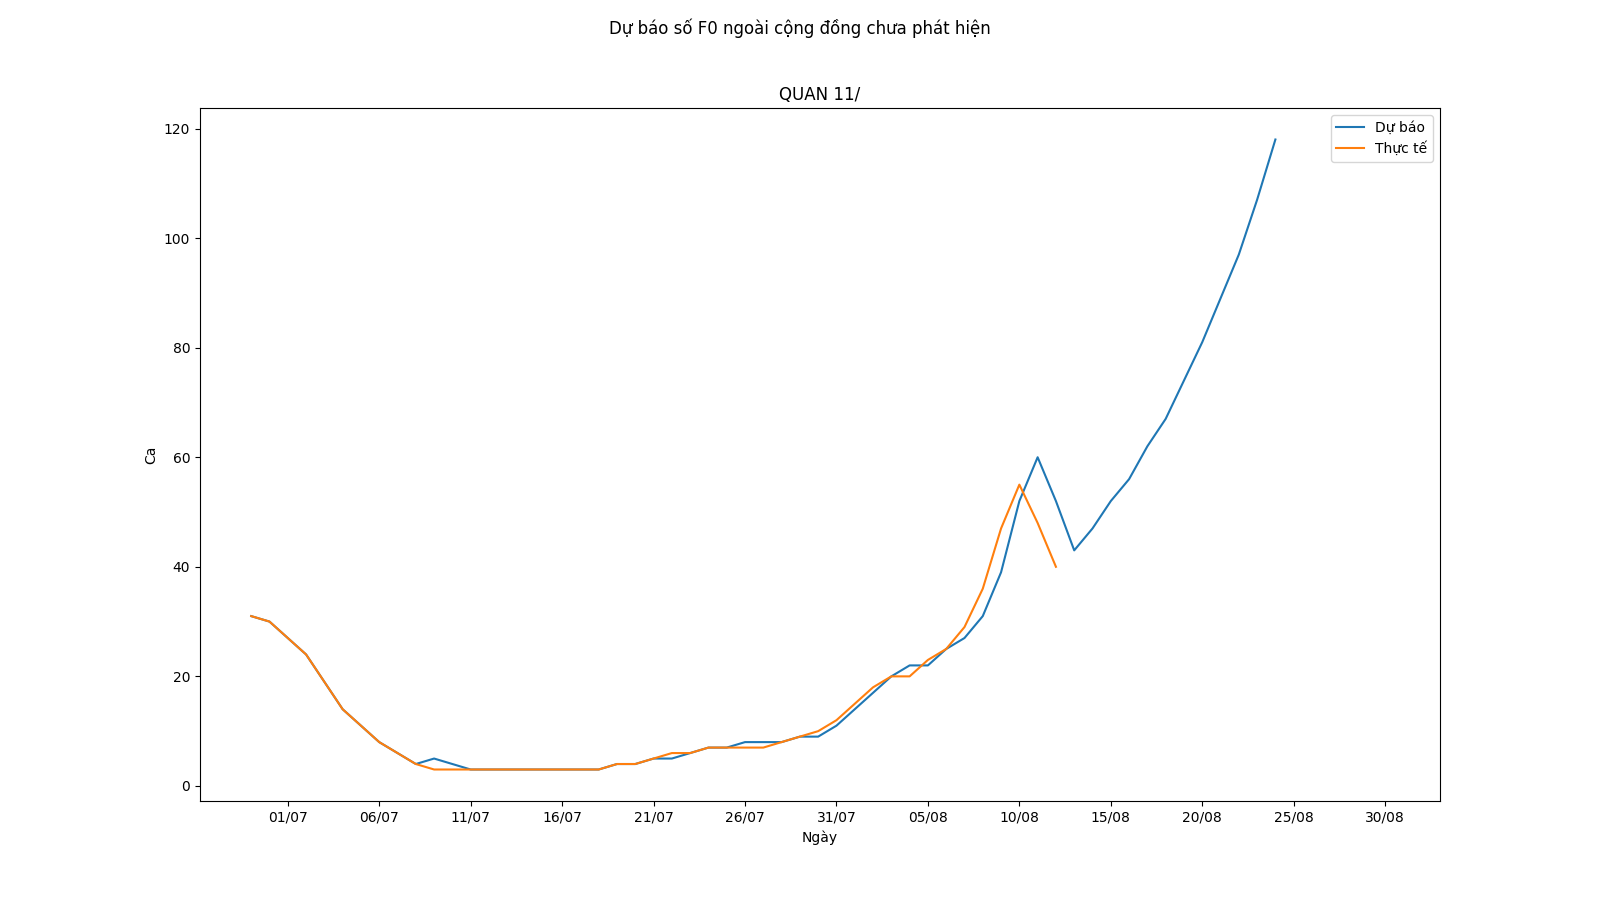 Dự báo số F0 ngoài cộng đồng chưa phát hiện
QUAN 11/
Dự báo
Thực tế
120
100
80
60
40
20
0
Ca
01/07 06/07 11/07 16/07 21/07 26/07 31/07 05/08 10/08 15/08 20/08 25/08 30/08
Ngày